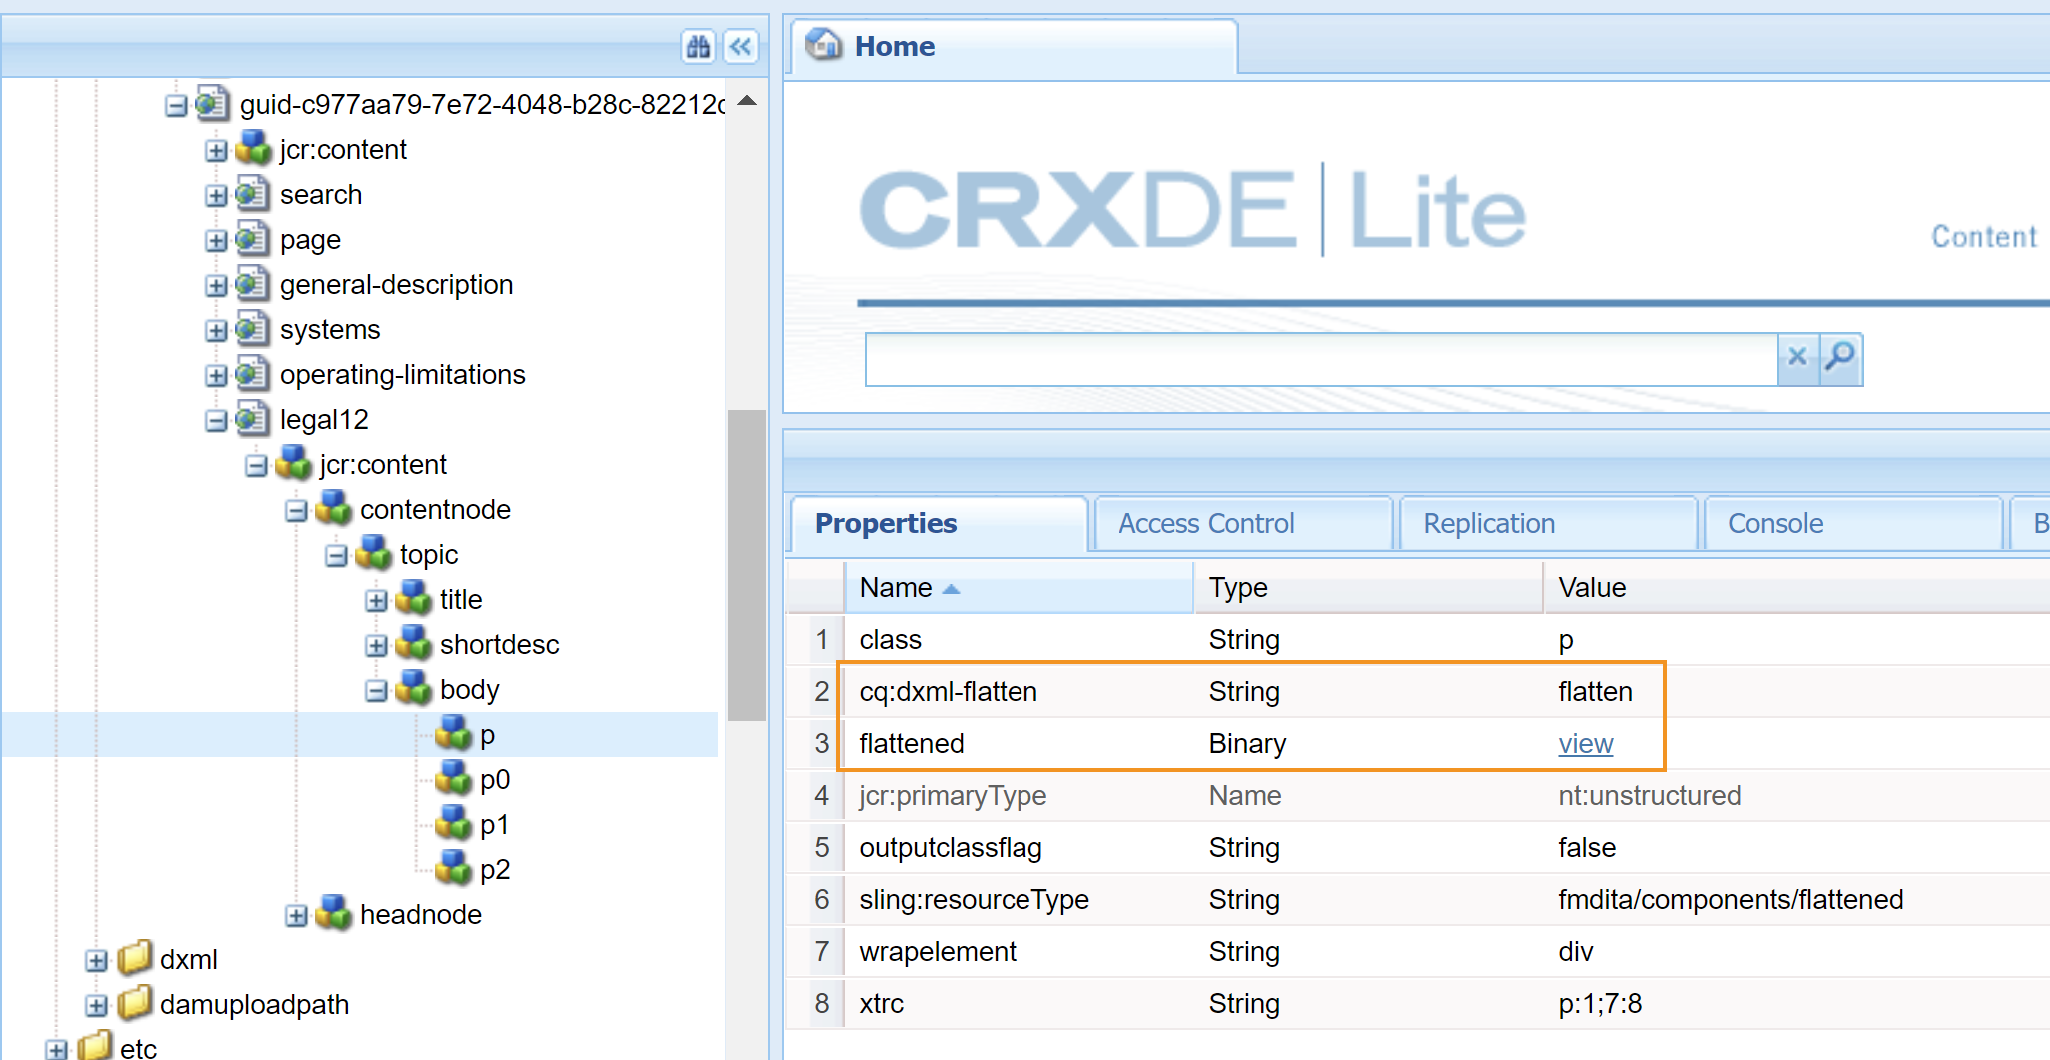 guid-c977aa79-7e72-4048-b28c-82212c
jcr:content
search
page
general-description
systems
operating-limitations
legal12
jcr:content
contentnode
topic
title
shortdesc
body
p
p0
p1
p2
headnode
dxml
damuploadpath
etc
Home
CRXDE | Lite
Content
Properties Access Control Replication Console B
Name Type Value
1 class String p
2 cq:dxml-flatten String flatten
3 flattened Binary view
4 jcr:primaryType Name nt:unstructured
5 outputclassflag String false
6 sling:resourceType String fmdita/components/flattened
7 wrapelement String div
8 xtrc String p:1;7:8